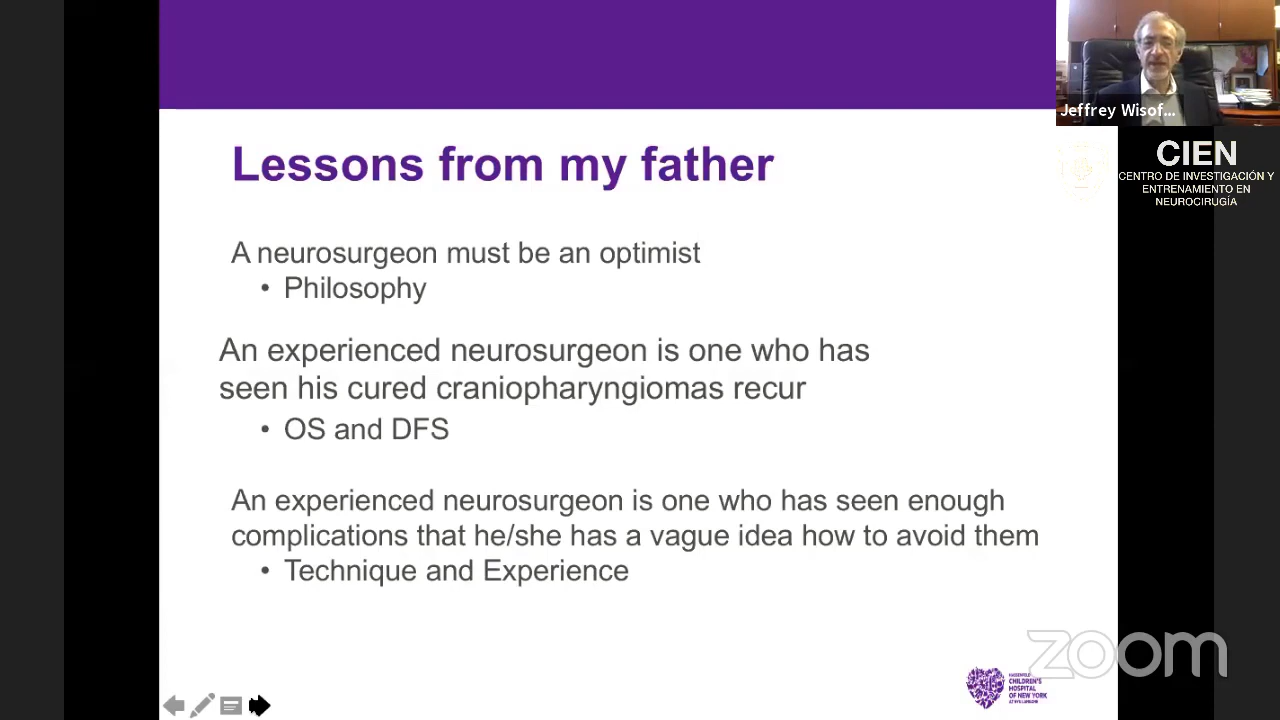 Jeffrey Wisof...
CIEN
CENTRO DE INVESTIGACIÓN Y
ENTRENAMIENTO EN
NEUROCIRUGÍA
Lessons from my father
A neurosurgeon must be an optimist
• Philosophy
An experienced neurosurgeon is one who has
seen his cured craniopharyngiomas recur
• OS and DFS
An experienced neurosurgeon is one who has seen enough
complications that he/she has a vague idea how to avoid them
• Technique and Experience
HASSENFELD
CHILDREN'S
HOSPITAL
OF NEW YORK
AT NYU LANGONE
zoom